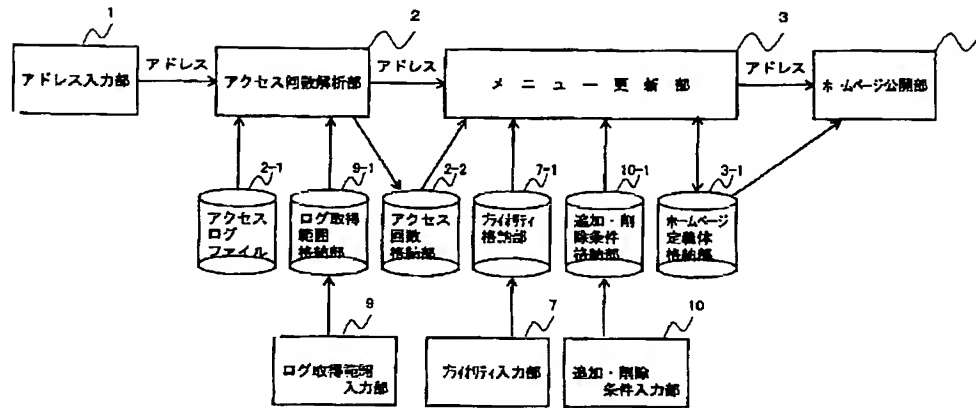 1
2
3
アドレス入力部
アドレス
アクセス回数解析部
アドレス
メニュー更新部
アドレス
ホームページ公開部
2-1
9-1
2-2
7-1
10-1
3-1
アクセス
ログ
ファイル
ログ取得
範囲
格納部
アクセス
回数
格納部
プライオリティ
格納部
追加・削
除条件
格納部
ホームページ
定義体
格納部
9
7
10
ログ取得範囲
入力部
プライオリティ入力部
追加・削除
条件入力部